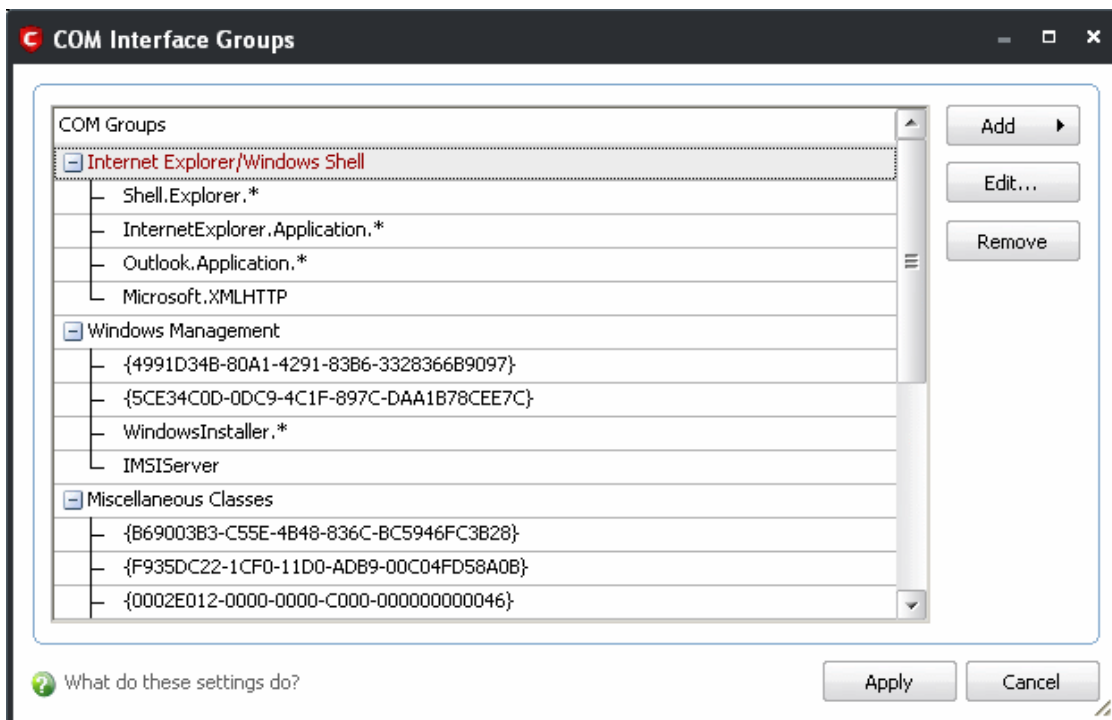 COM Interface Groups
COM Groups
Add
Internet Explorer/Windows Shell
Edit...
Shell.Explorer.*
InternetExplorer.Application.*
Remove
Outlook.Application.*
Microsoft.XMLHTTP
Windows Management
{4991D34B-80A1-4291-83B6-3328366B9097}
{5CE34C0D-0DC9-4C1F-897C-DAA1B78CEE7C}
WindowsInstaller.*
IMSIServer
Miscellaneous Classes
{B69003B3-C55E-4B48-836C-BC5946FC3B28}
{F935DC22-1CF0-11D0-ADB9-00C04FD58A0B}
{0002E012-0000-0000-C000-000000000046}
What do these settings do?
Apply
Cancel